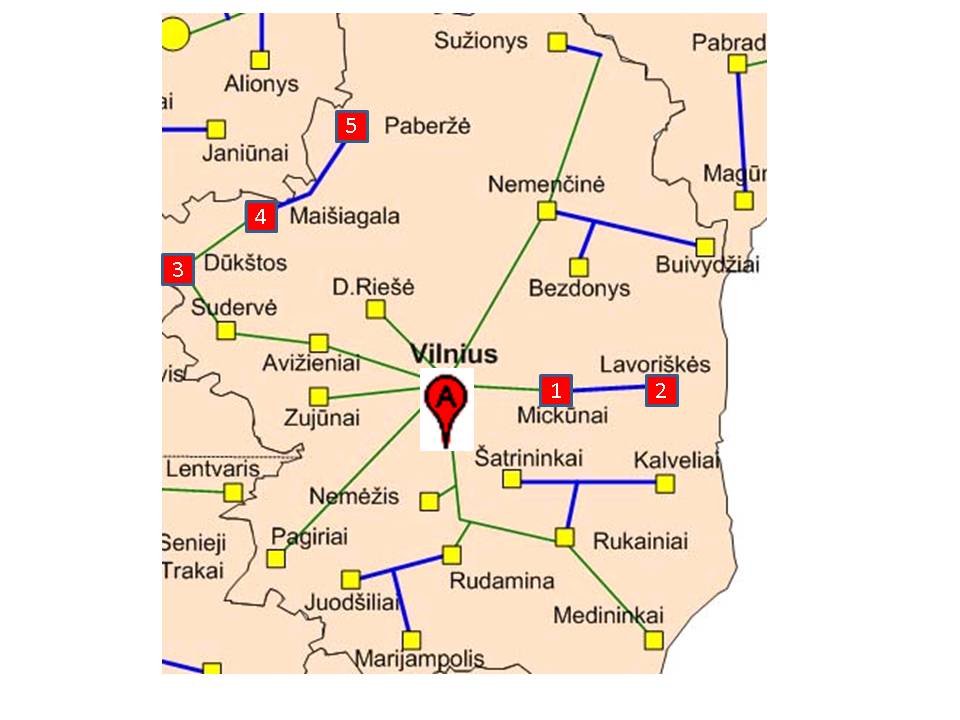 Sužionys
Pabrad
Alionys
ai
5
Paberžė
Janiūnai
Nemenčinė
Magūr
4
Maišiagala
3
Dūkštos
Buivydžiai
D.Riešė
Bezdonys
Sudervė
Vilnius
Avižieniai
Lavoriškės
vis
A
1
2
Zujūnai
Mickūnai
Šatrininkai
Kalveliai
Lentvaris
Nemėžis
Pagiriai
Senieji
Trakai
Rukainiai
Rudamina
Juodšiliai
Medininkai
Marijampolis